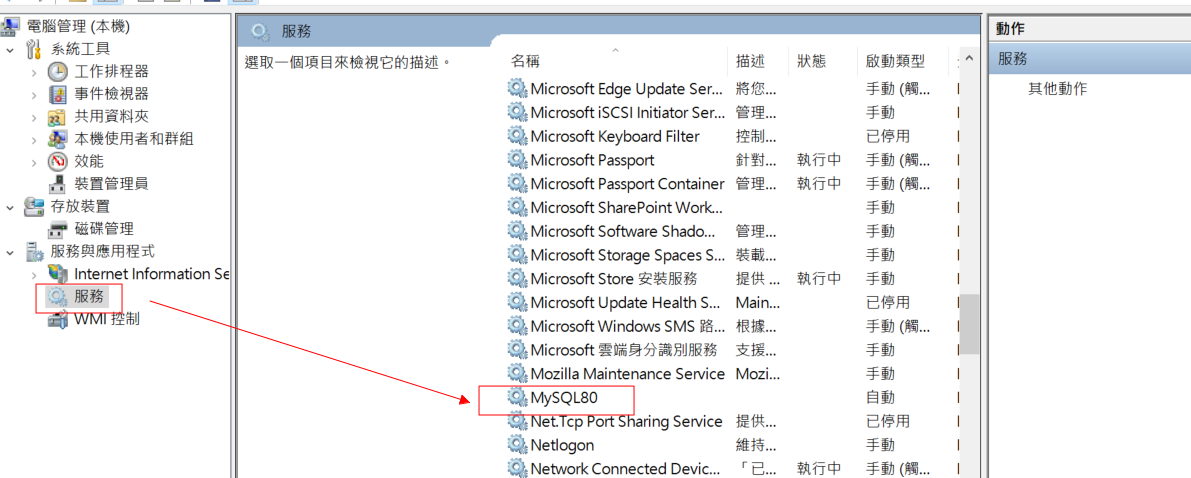 電腦管理 (本機)
系統工具
工作排程器
事件檢視器
共用資料夾
本機使用者和群組
效能
裝置管理員
存放裝置
磁碟管理
服務與應用程式
Internet Information Se
服務
WMI 控制
服務
選取一個項目來檢視它的描述。
名稱 描述 狀態 啟動類型
Microsoft Edge Update Ser... 將您... 手動 (觸...
Microsoft iSCSI Initiator Ser... 管理... 手動
Microsoft Keyboard Filter 控制... 已停用
Microsoft Passport 針對... 執行中 手動 (觸...
Microsoft Passport Container 管理... 執行中 手動 (觸...
Microsoft SharePoint Work... 手動
Microsoft Software Shado... 管理... 手動
Microsoft Storage Spaces S... 裝載... 手動
Microsoft Store 安裝服務 提供 ... 執行中 手動
Microsoft Update Health S... Main... 已停用
Microsoft Windows SMS 路... 根據... 手動 (觸...
Microsoft 雲端身分識別服務 支援... 手動
Mozilla Maintenance Service Mozi... 手動
MySQL80 自動
Net.Tcp Port Sharing Service 提供... 已停用
Netlogon 維持... 手動
Network Connected Devic... 「已... 執行中 手動 (觸...
動作
服務
其他動作